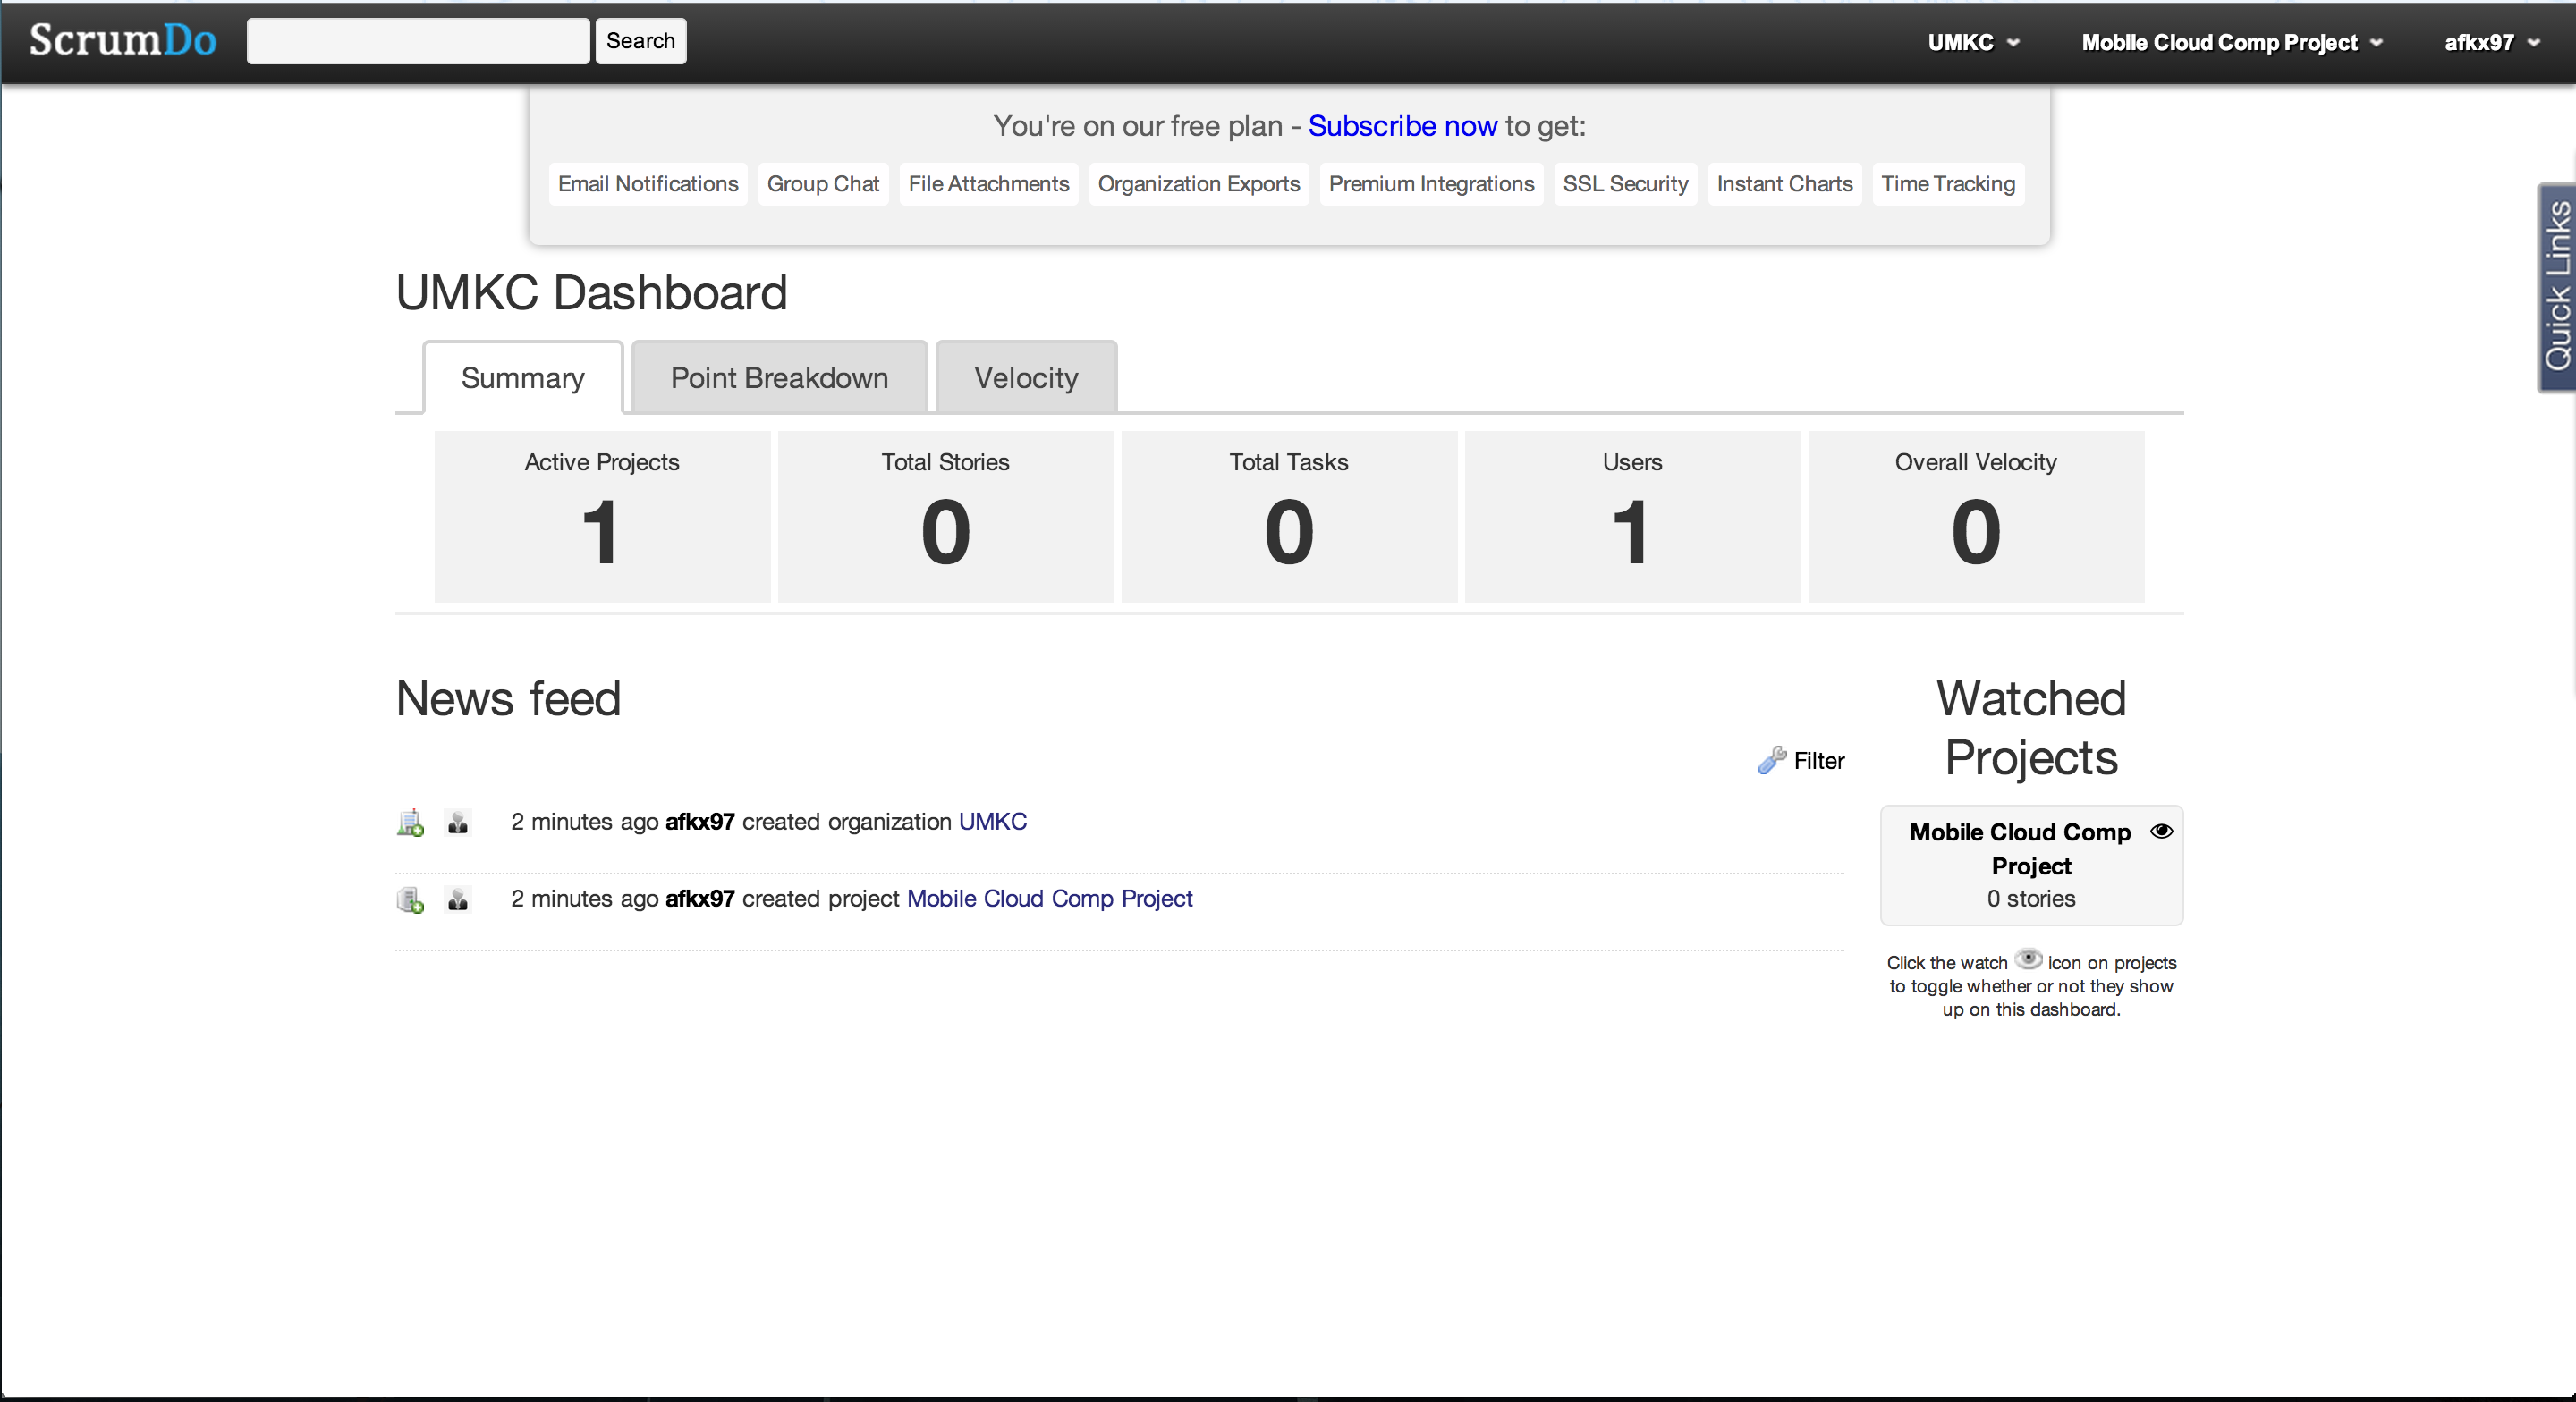 ScrumDo Search UMKC Mobile Cloud Comp Project afkx97
You're on our free plan - Subscribe now to get:
Email Notifications Group Chat File Attachments Organization Exports Premium Integrations SSL Security Instant Charts Time Tracking
Quick Links
UMKC Dashboard
Summary Point Breakdown Velocity
Active Projects Total Stories Total Tasks Users Overall Velocity
1 0 0 1 0
News feed
Filter
2 minutes ago afkx97 created organization UMKC
2 minutes ago afkx97 created project Mobile Cloud Comp Project
Watched
Projects
Mobile Cloud Comp
Project
0 stories
Click the watch icon on projects
to toggle whether or not they show
up on this dashboard.